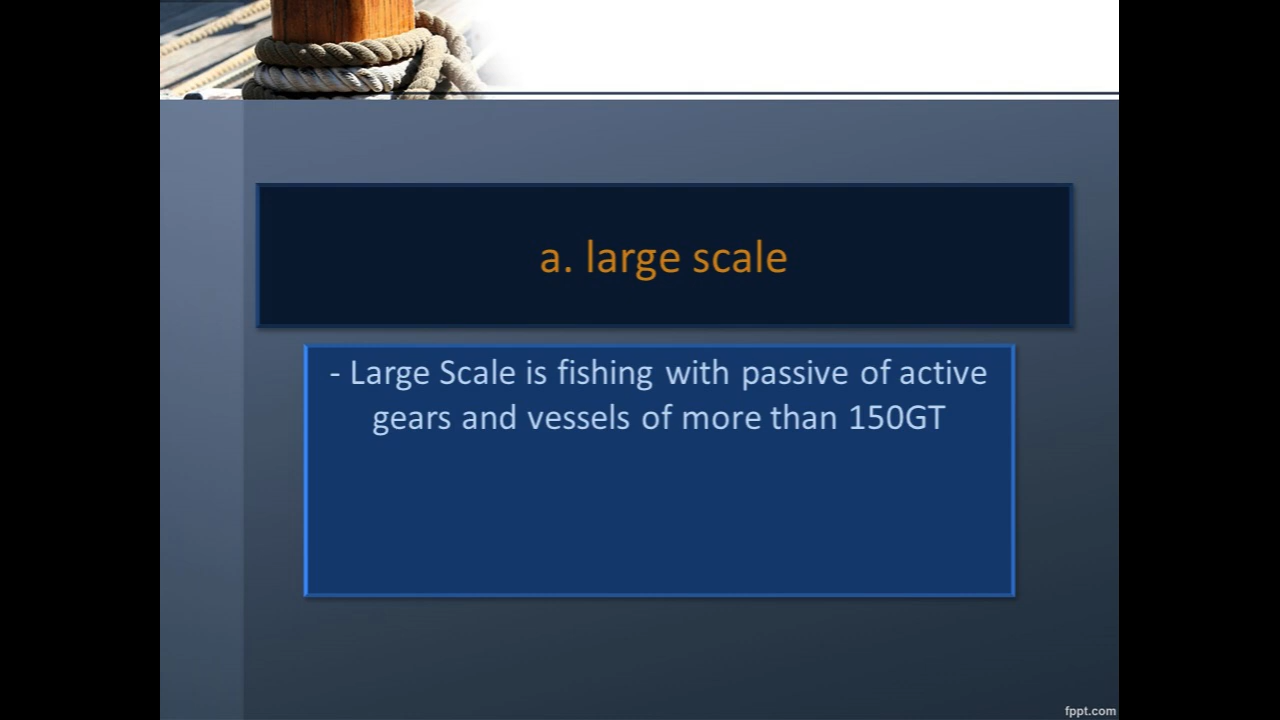 a. large scale
- Large Scale is fishing with passive of active
gears and vessels of more than 150GT
fppt.com